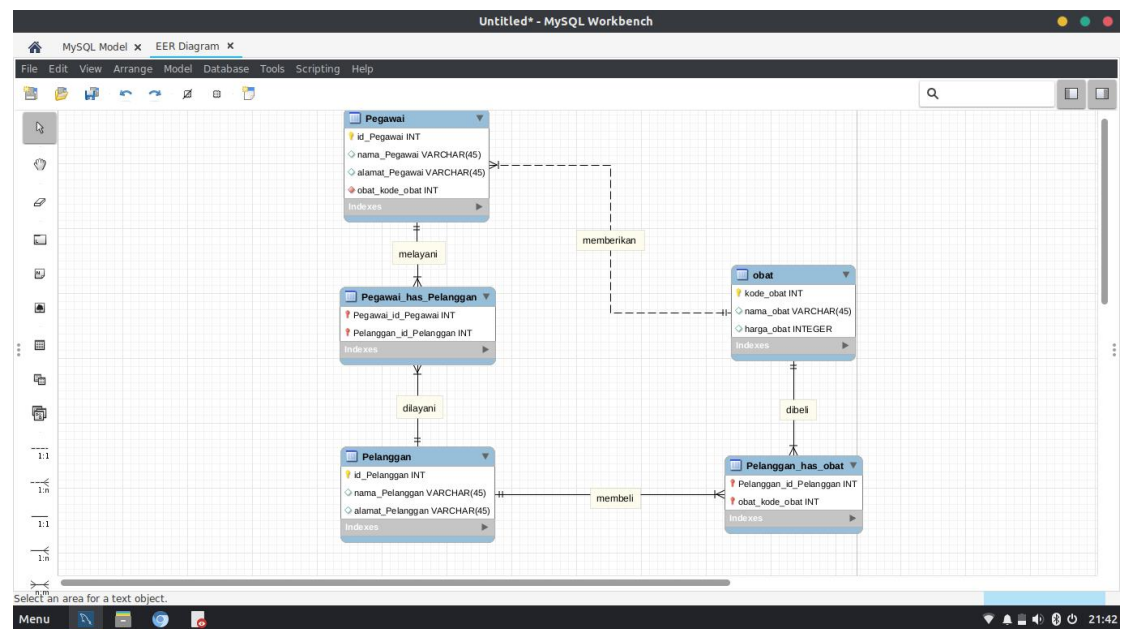 Untitled* - MySQL Workbench
MySQL Model x EER Diagram x
File Edit View Arrange Model Database Tools Scripting Help
Pegawai
id_Pegawai INT
nama_Pegawai VARCHAR(45)
alamat_Pegawai VARCHAR(45)
obat_kode_obat INT
Indexes
melayani
memberikan
Pegawai_has_Pelanggan
Pegawai_id_Pegawai INT
Pelanggan_id_Pelanggan INT
Indexes
obat
kode_obat INT
nama_obat VARCHAR(45)
harga_obat INTEGER
Indexes
dilayani
dibeli
Pelanggan
id_Pelanggan INT
nama_Pelanggan VARCHAR(45)
alamat_Pelanggan VARCHAR(45)
Indexes
membeli
Pelanggan_has_obat
Pelanggan_id_Pelanggan INT
obat_kode_obat INT
Indexes
1:1
1:n
1:1
1:n
n:m
Select an area for a text object.
Menu 21:42